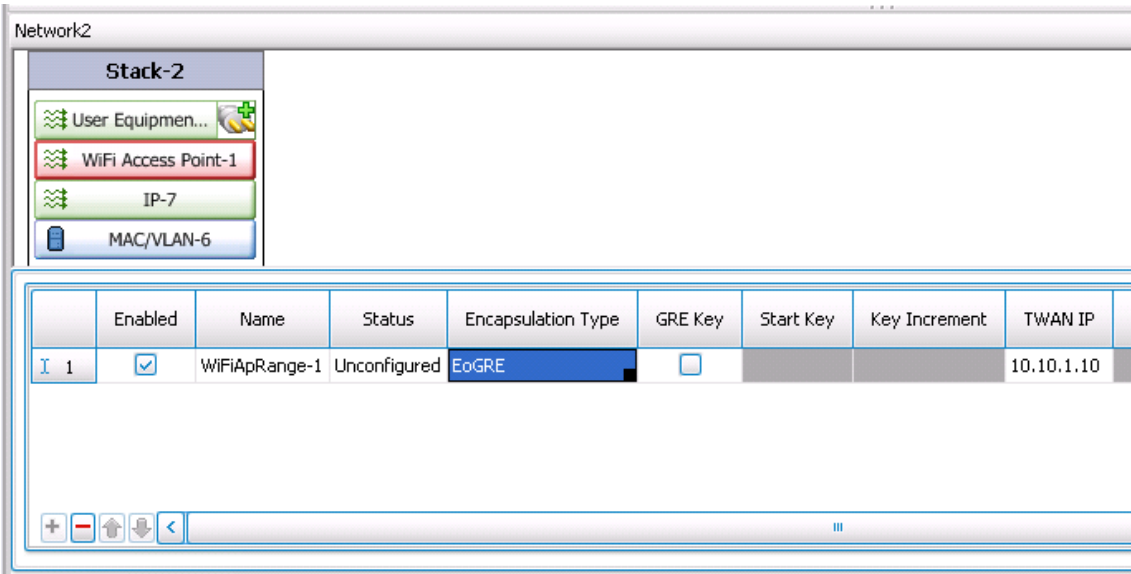 Network2
Stack-2
User Equipmen...
WiFi Access Point-1
IP-7
MAC/VLAN-6
Enabled Name Status Encapsulation Type GRE Key Start Key Key Increment TWAN IP
1 WiFiApRange-1 Unconfigured EoGRE 10.10.1.10